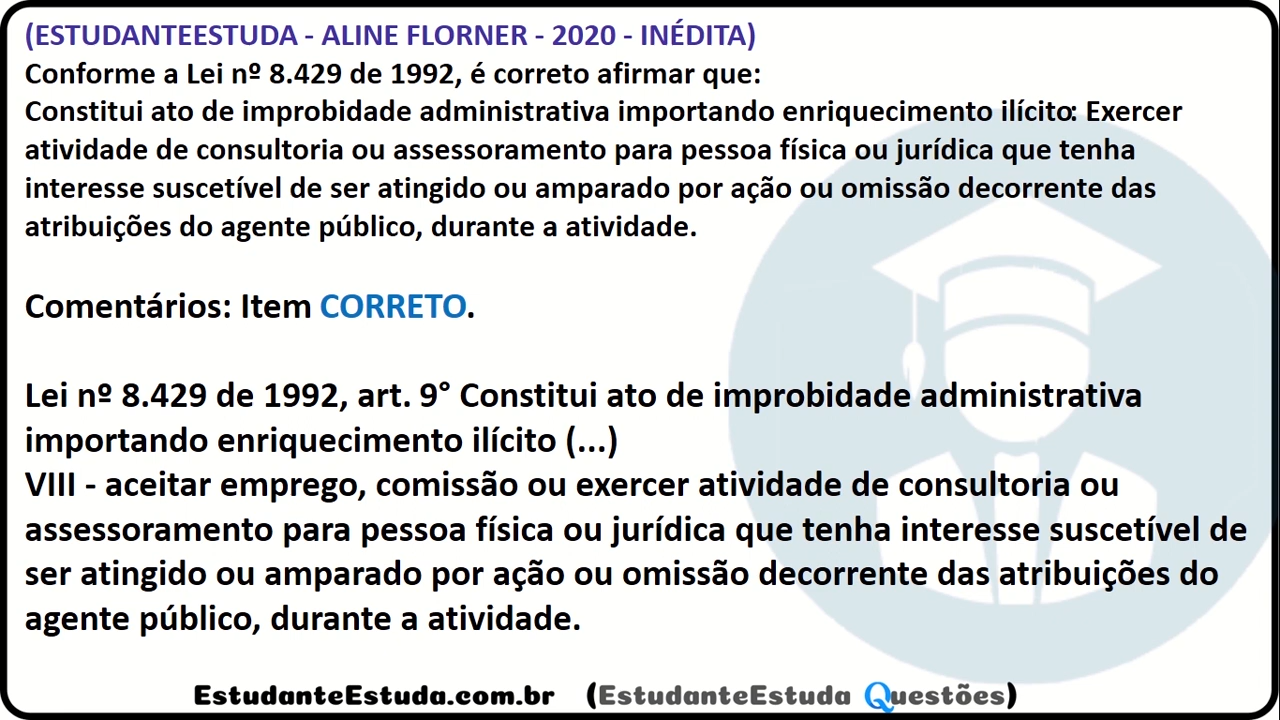 (ESTUDANTEESTUDA - ALINE FLORNER - 2020 - INÉDITA)
Conforme a Lei nº 8.429 de 1992, é correto afirmar que:
Constitui ato de improbidade administrativa importando enriquecimento ilícito: Exercer
atividade de consultoria ou assessoramento para pessoa física ou jurídica que tenha
interesse suscetível de ser atingido ou amparado por ação ou omissão decorrente das
atribuições do agente público, durante a atividade.
Comentários: Item CORRETO.
Lei nº 8.429 de 1992, art. 9° Constitui ato de improbidade administrativa
importando enriquecimento ilícito (...)
VIII - aceitar emprego, comissão ou exercer atividade de consultoria ou
assessoramento para pessoa física ou jurídica que tenha interesse suscetível de
ser atingido ou amparado por ação ou omissão decorrente das atribuições do
agente público, durante a atividade.
EstudanteEstuda.com.br (EstudanteEstuda Questões)